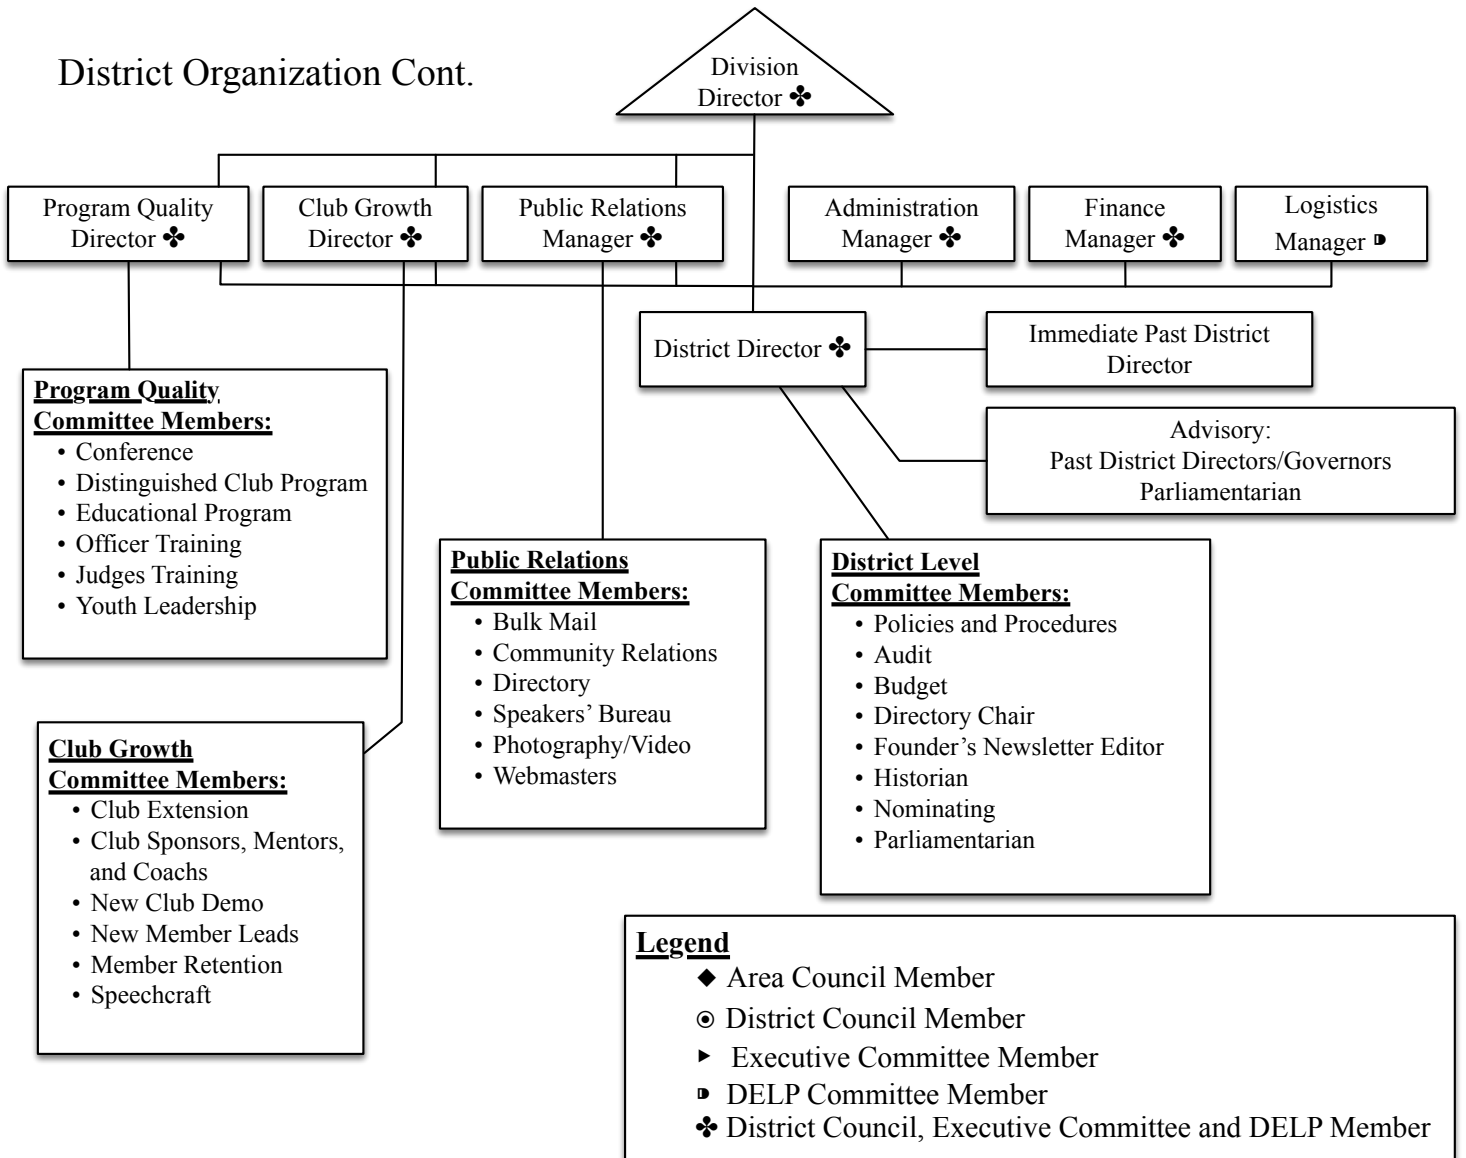 District Organization Cont.
Division
Director ✤
Program Quality
Director ✤
Club Growth
Director ✤
Public Relations
Manager ✤
Administration
Manager ✤
Finance
Manager ✤
Logistics
Manager ◘
District Director ✤
Immediate Past District
Director
Advisory:
Past District Directors/Governors
Parliamentarian
Program Quality
Committee Members:
• Conference
• Distinguished Club Program
• Educational Program
• Officer Training
• Judges Training
• Youth Leadership
Club Growth
Committee Members:
• Club Extension
• Club Sponsors, Mentors,
and Coachs
• New Club Demo
• New Member Leads
• Member Retention
• Speechcraft
Public Relations
Committee Members:
• Bulk Mail
• Community Relations
• Directory
• Speakers’ Bureau
• Photography/Video
• Webmasters
District Level
Committee Members:
• Policies and Procedures
• Audit
• Budget
• Directory Chair
• Founder’s Newsletter Editor
• Historian
• Nominating
• Parliamentarian
Legend
◆ Area Council Member
⦿ District Council Member
▶ Executive Committee Member
◘ DELP Committee Member
✤ District Council, Executive Committee and DELP Member